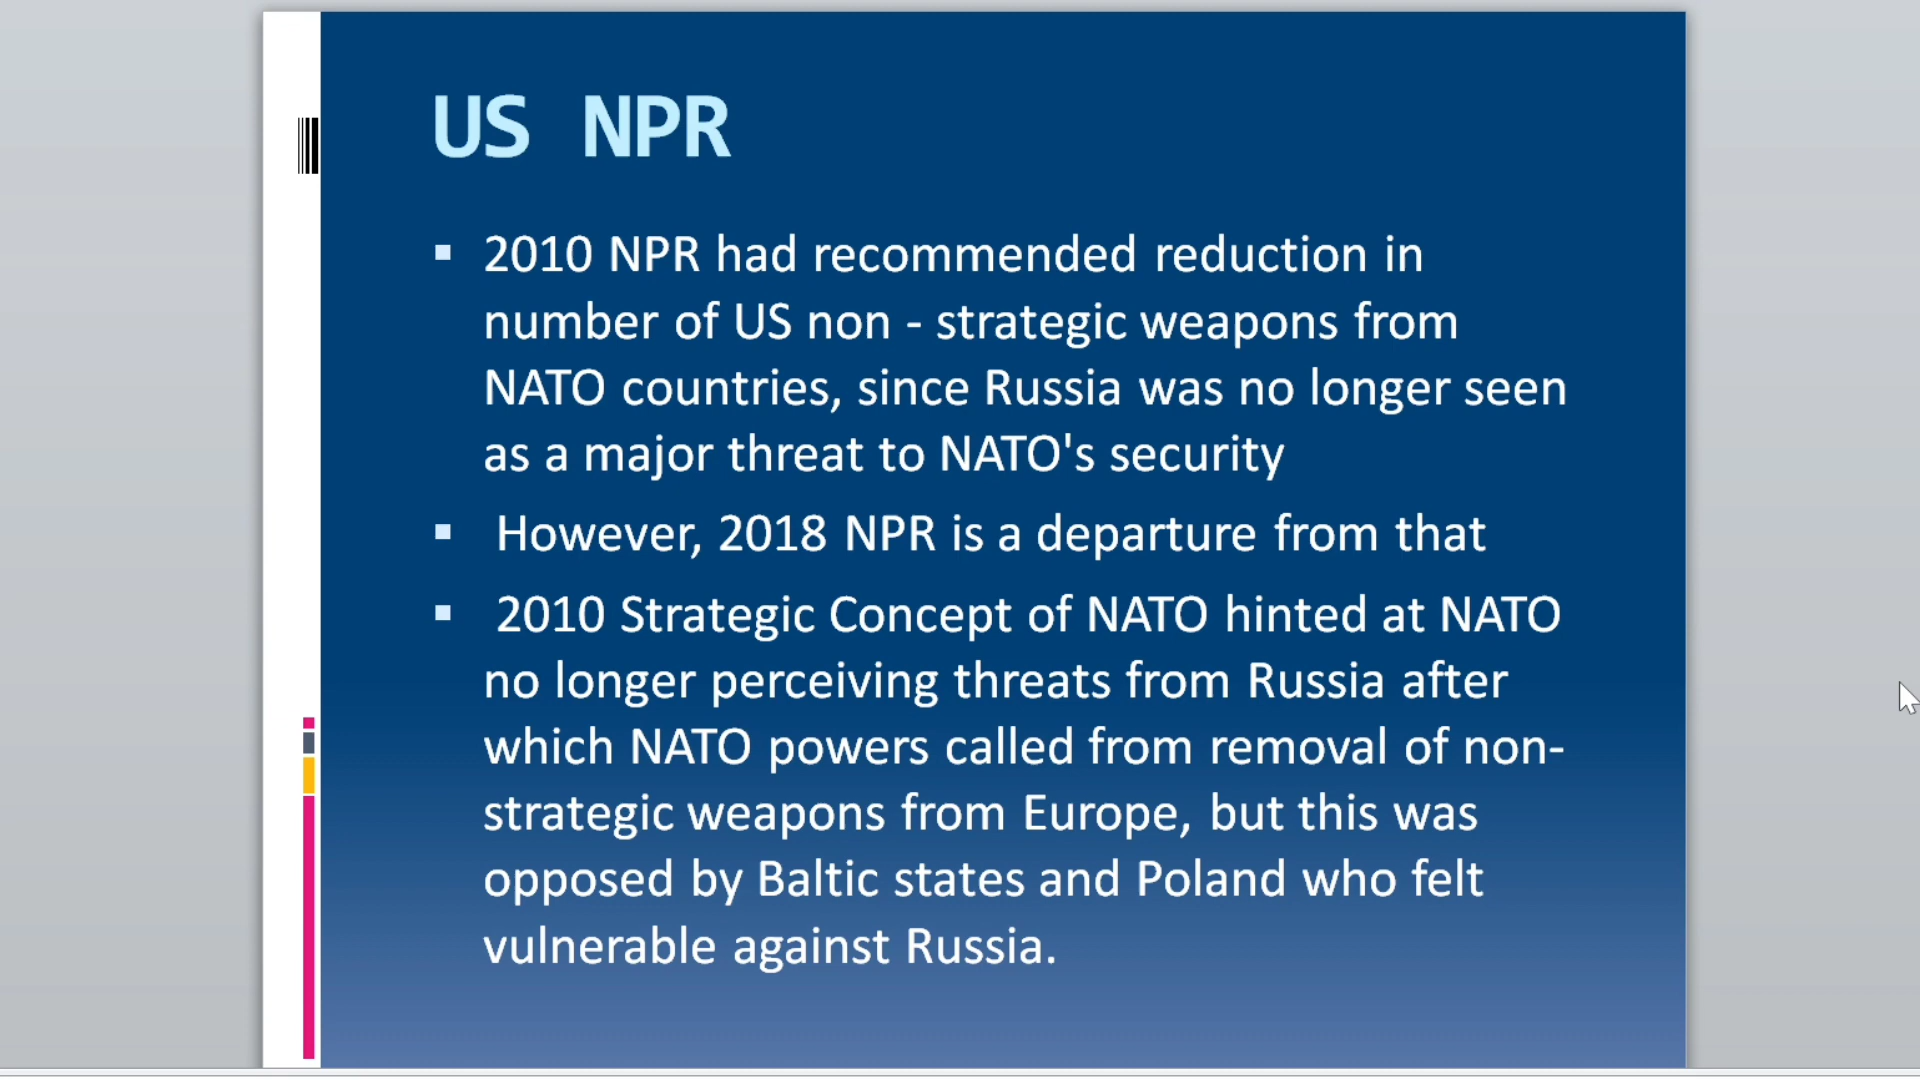 US NPR
2010 NPR had recommended reduction in
number of US non - strategic weapons from
NATO countries, since Russia was no longer seen
as a major threat to NATO's security
However, 2018 NPR is a departure from that
2010 Strategic Concept of NATO hinted at NATO
no longer perceiving threats from Russia after
which NATO powers called from removal of non-
strategic weapons from Europe, but this was
opposed by Baltic states and Poland who felt
vulnerable against Russia.